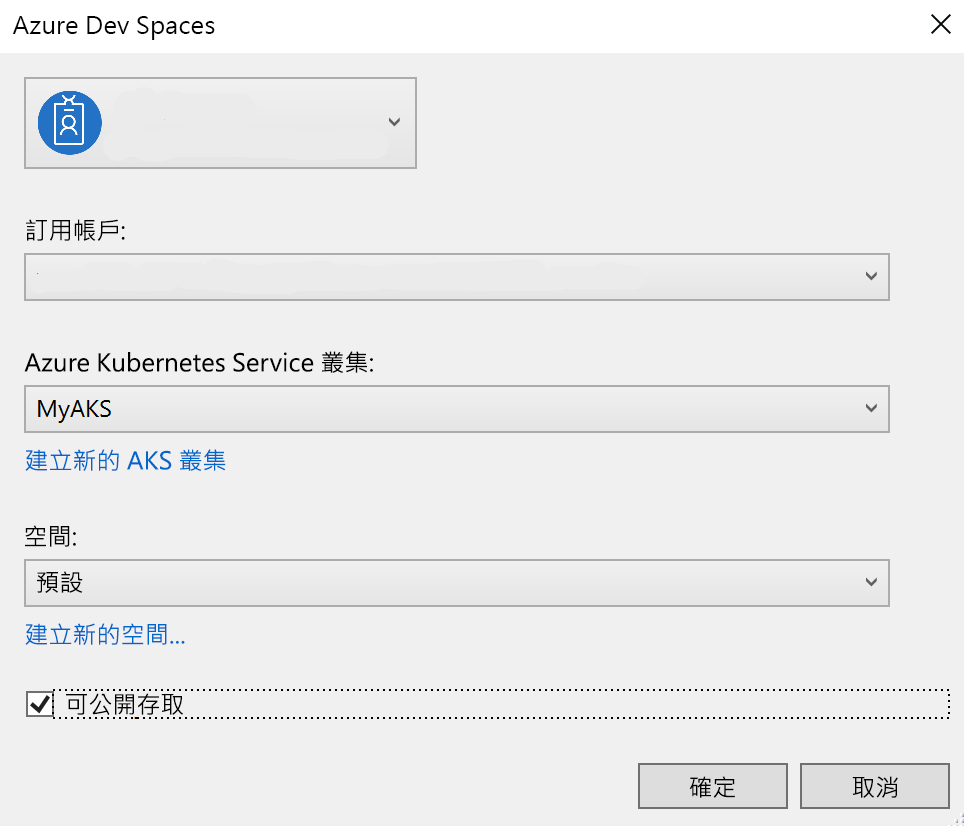 Azure Dev Spaces
訂用帳戶:
Azure Kubernetes Service 叢集:
MyAKS
建立新的 AKS 叢集
空間:
預設
建立新的空間...
可公開存取
確定
取消